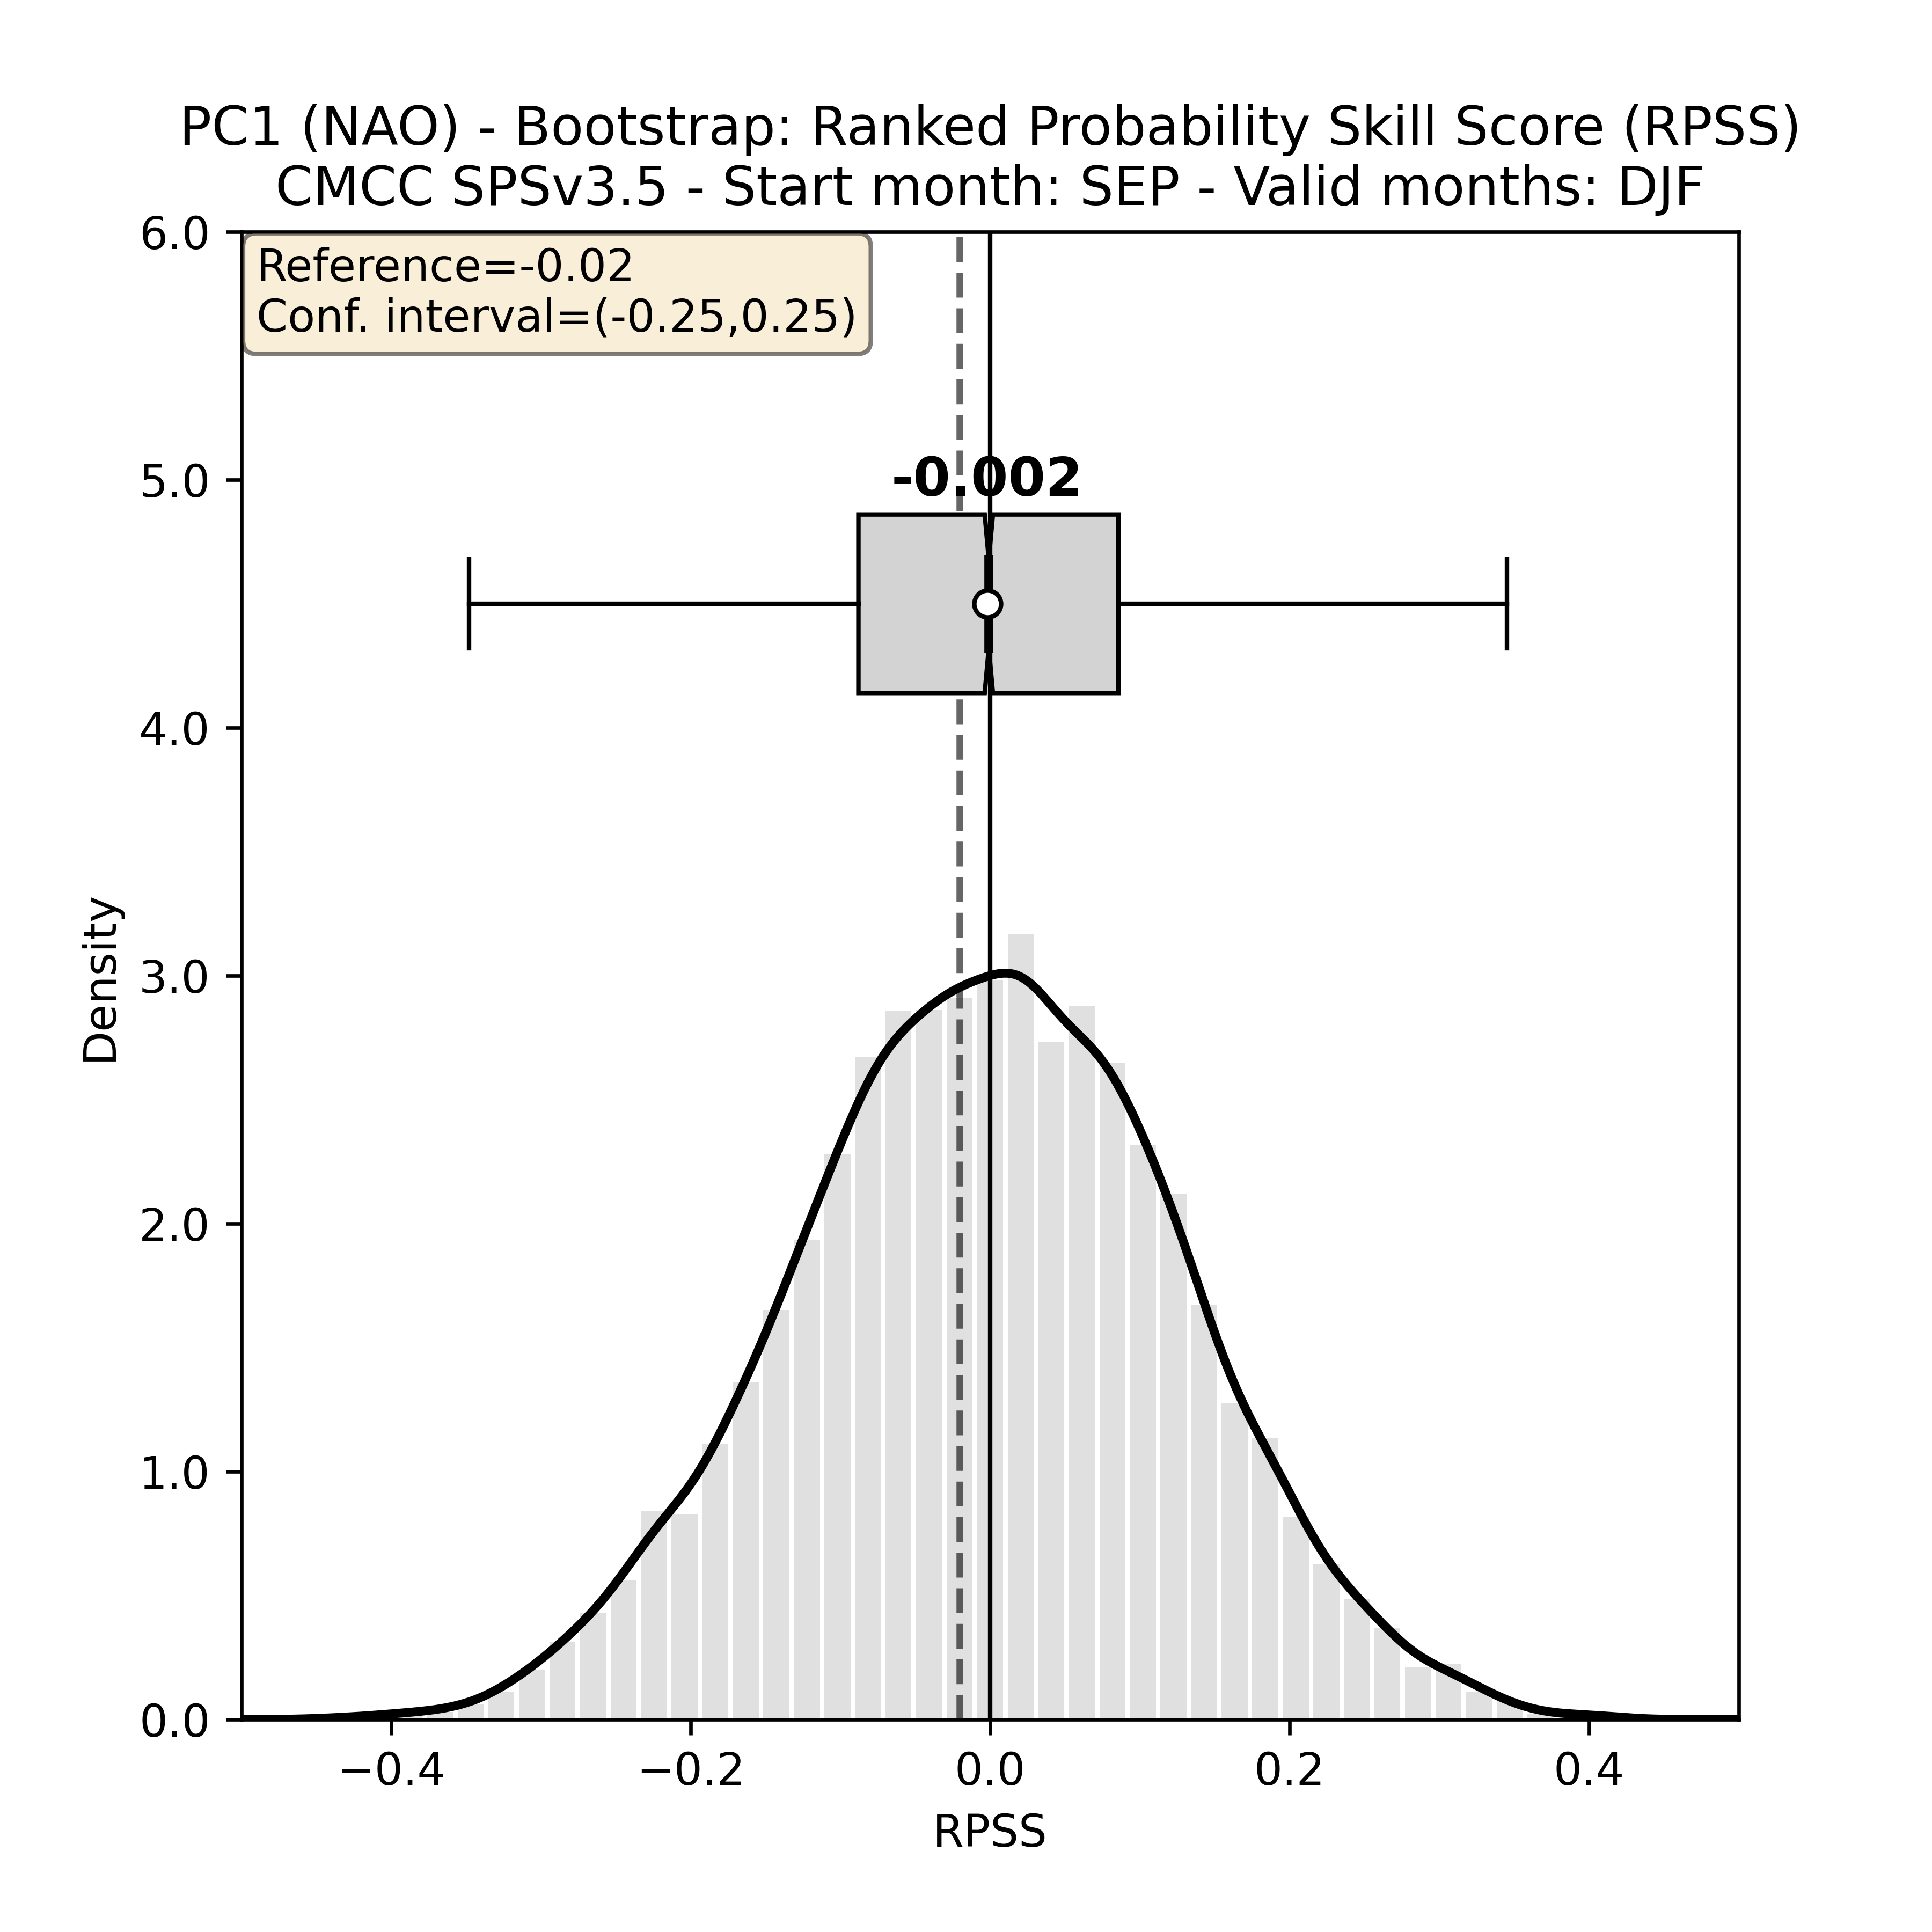 PC1 (NAO) - Bootstrap: Ranked Probability Skill Score (RPSS)
CMCC SPSv3.5 - Start month: SEP - Valid months: DJF
6.0
Reference=-0.02
Conf. interval=(-0.25,0.25)
5.0
-0.002
4.0
3.0
2.0
1.0
0.0
Density
−0.4 −0.2 0.0 0.2 0.4
RPSS